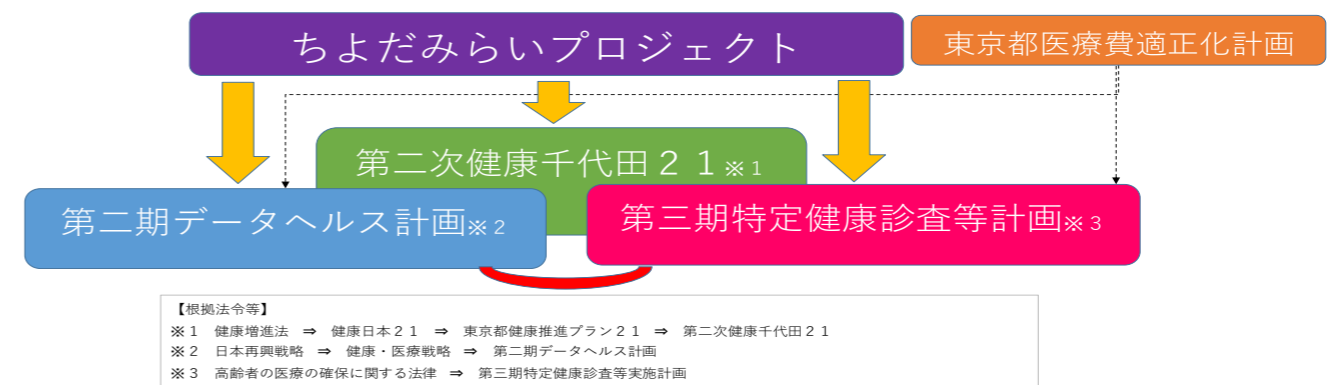 ちよだみらいプロジェクト
東京都医療費適正化計画
第二次健康千代田２１※1
第二期データヘルス計画※2
第三期特定健康診査等計画※3
【根拠法令等】
※１　健康増進法　⇒　健康日本２１　⇒　東京都健康推進プラン２１　⇒　第二次健康千代田２１
※２　日本再興戦略　⇒　健康・医療戦略　⇒　第二期データヘルス計画
※３　高齢者の医療の確保に関する法律　⇒　第三期特定健康診査等実施計画